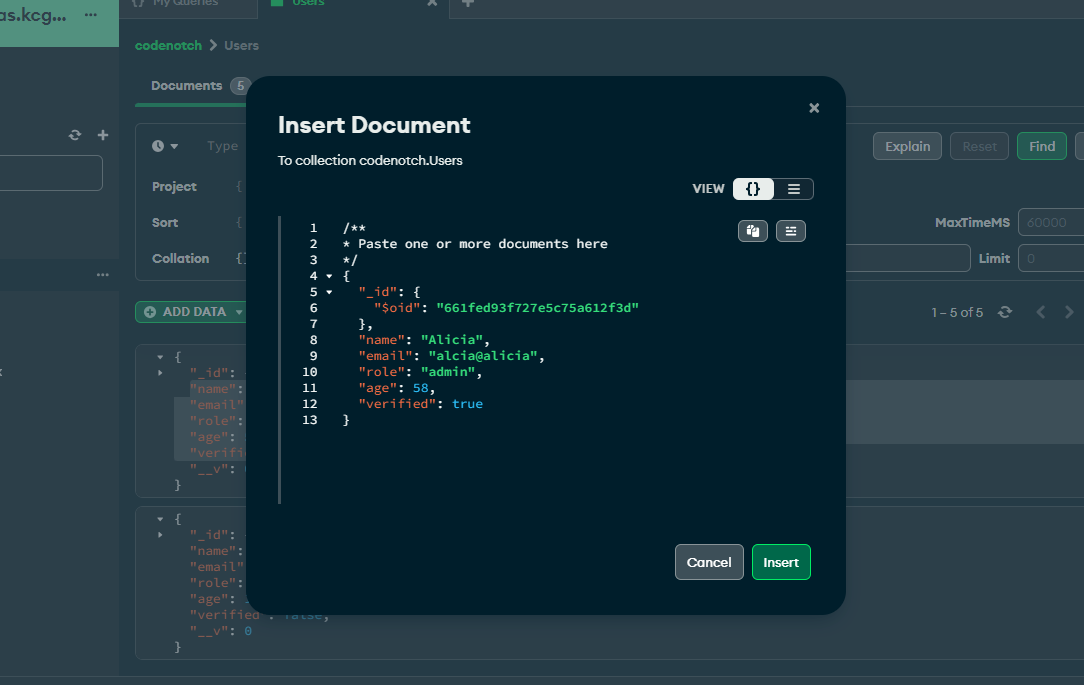 as.kcg... ...
{} My Queries
Users
codenotch > Users
Documents 5
Insert Document
To collection codenotch.Users
VIEW {}
Type
Explain Reset Find
Project {
Sort {
MaxTimeMS 60000
Collation {
Limit 0
ADD DATA
1 – 5 of 5
1 /**
2 * Paste one or more documents here
3 */
4 {
5 "_id": {
6 "$oid": "661fed93f727e5c75a612f3d"
7 },
8 "name": "Alicia",
9 "email": "alcia@alicia",
10 "role": "admin",
11 "age": 58,
12 "verified": true
13 }
Cancel Insert
{
"_id":
"name":
"email"
"role":
"age":
"verifi
"__v":
}
{
"_id":
"name":
"email"
"role":
"age":
"verified": false,
"__v": 0
}